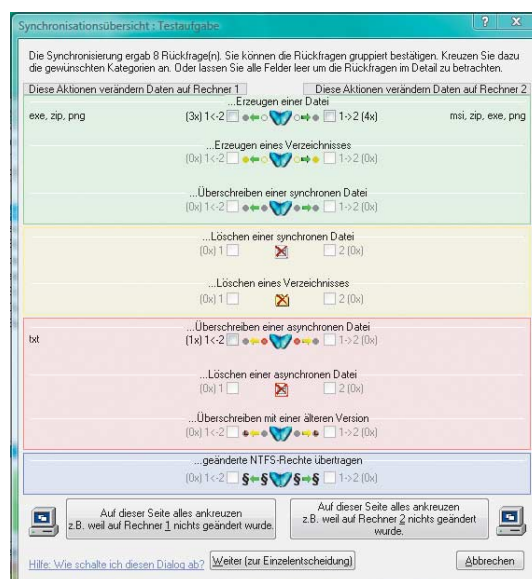 Synchronisationsübersicht : Testaufgabe
Die Synchronisierung ergab 8 Rückfrage(n). Sie können die Rückfragen gruppiert bestätigen. Kreuzen Sie dazu
die gewünschten Kategorien an. Oder lassen Sie alle Felder leer um die Rückfragen im Detail zu betrachten.
Diese Aktionen verändern Daten auf Rechner 1 Diese Aktionen verändern Daten auf Rechner 2
...Erzeugen einer Datei
exe, zip, png (3x) 1<-2 1->2 (4x) msi, zip, exe, png
...Erzeugen eines Verzeichnisses
(0x) 1<-2 1->2 (0x)
...Überschreiben einer synchronen Datei
(0x) 1<-2 1->2 (0x)
...Löschen einer synchronen Datei
(0x) 1 2 (0x)
...Löschen eines Verzeichnisses
(0x) 1 2 (0x)
...Überschreiben einer asynchronen Datei
txt (1x) 1<-2 1->2 (0x)
...Löschen einer asynchronen Datei
(0x) 1 2 (0x)
...Überschreiben mit einer älteren Version
(0x) 1<-2 1->2 (0x)
...geänderte NTFS-Rechte übertragen
(0x) 1<-2 § § § § 1->2 (0x)
Auf dieser Seite alles ankreuzen
z.B. weil auf Rechner 1 nichts geändert wurde.
Auf dieser Seite alles ankreuzen
z.B. weil auf Rechner 2 nichts geändert
wurde.
Hilfe: Wie schalte ich diesen Dialog ab? Weiter (zur Einzelentscheidung) Abbrechen